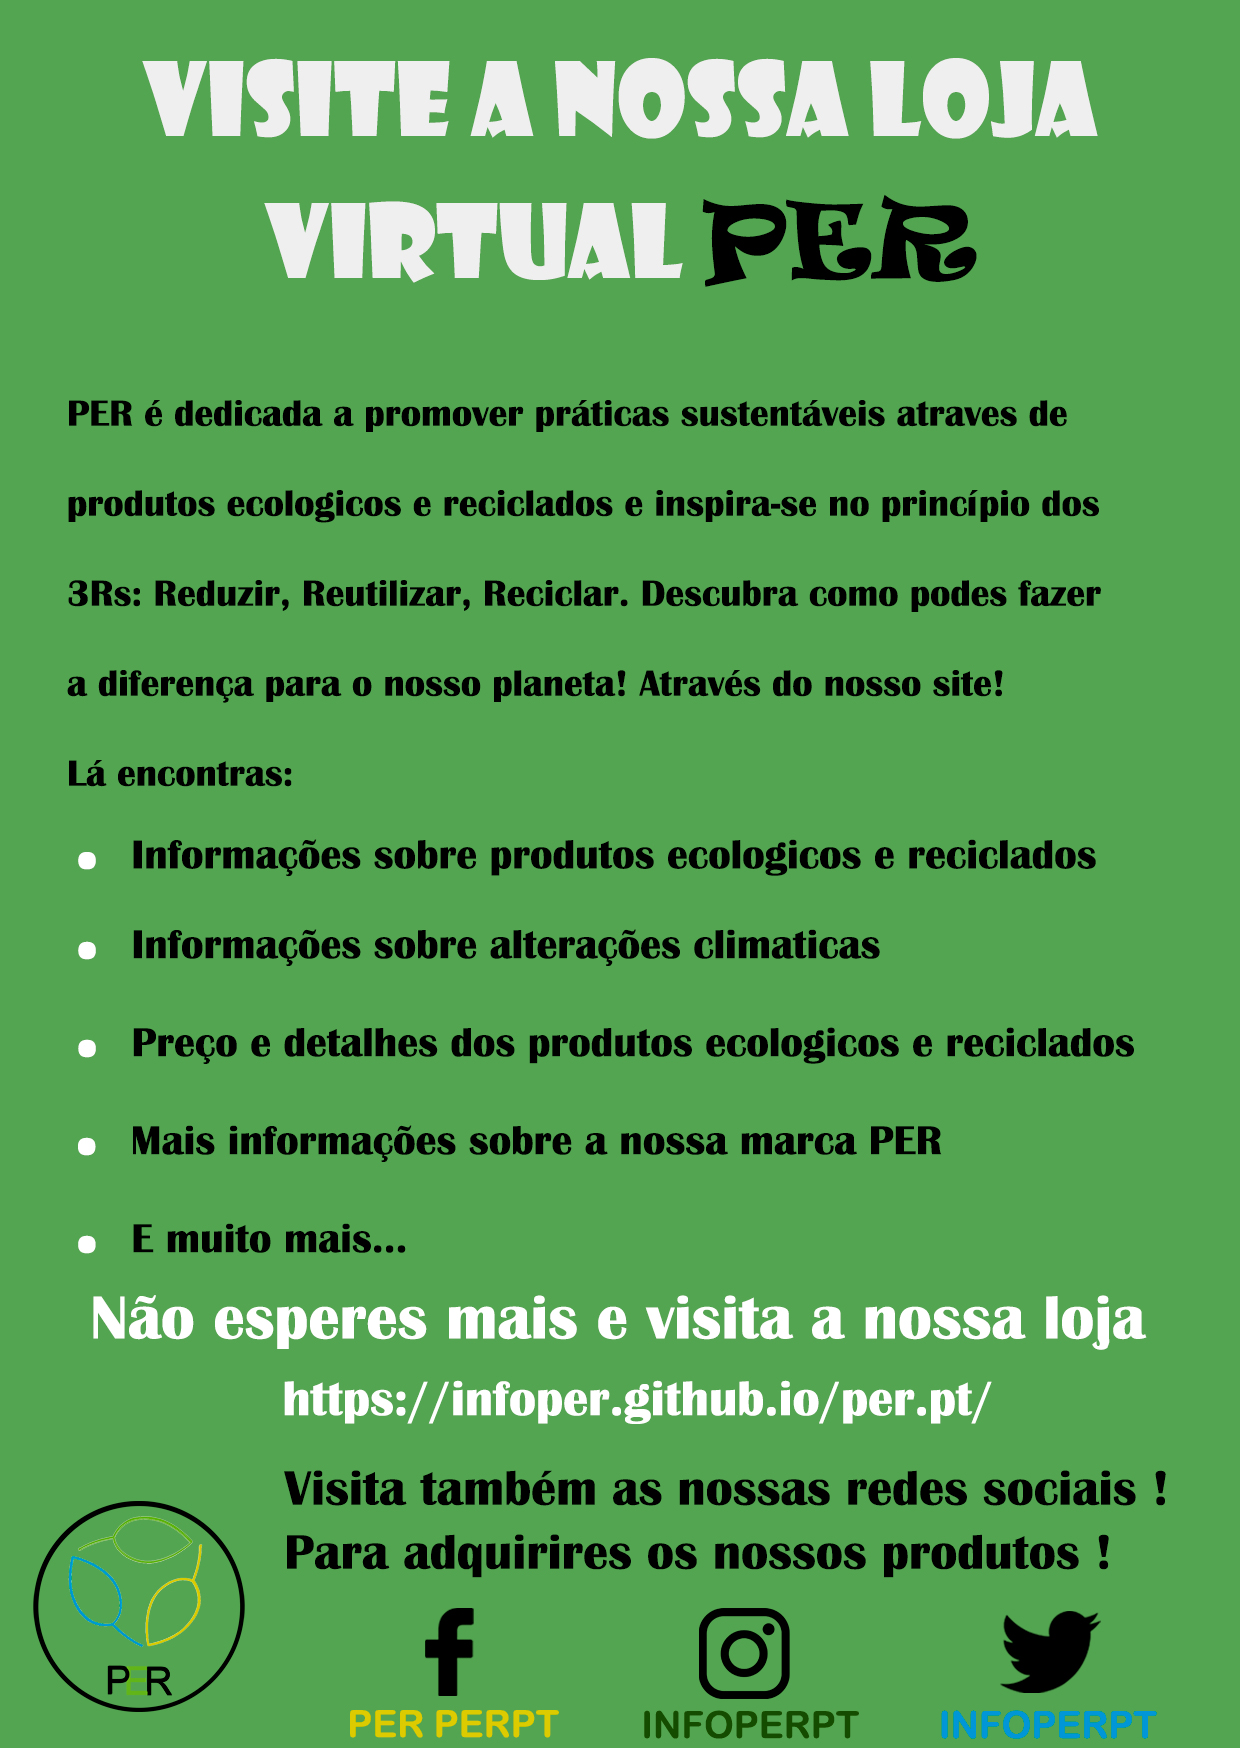 VISITE A NOSSA LOJA
VIRTUAL PER
PER é dedicada a promover práticas sustentáveis atraves de
produtos ecologicos e reciclados e inspira-se no princípio dos
3Rs: Reduzir, Reutilizar, Reciclar. Descubra como podes fazer
a diferença para o nosso planeta! Através do nosso site!
Lá encontras:
• Informações sobre produtos ecologicos e reciclados
• Informações sobre alterações climaticas
• Preço e detalhes dos produtos ecologicos e reciclados
• Mais informações sobre a nossa marca PER
• E muito mais...
Não esperes mais e visita a nossa loja
https://infoper.github.io/per.pt/
Visita também as nossas redes sociais !
Para adquirires os nossos produtos !
PER
PER PERPT
INFOPERPT
INFOPERPT